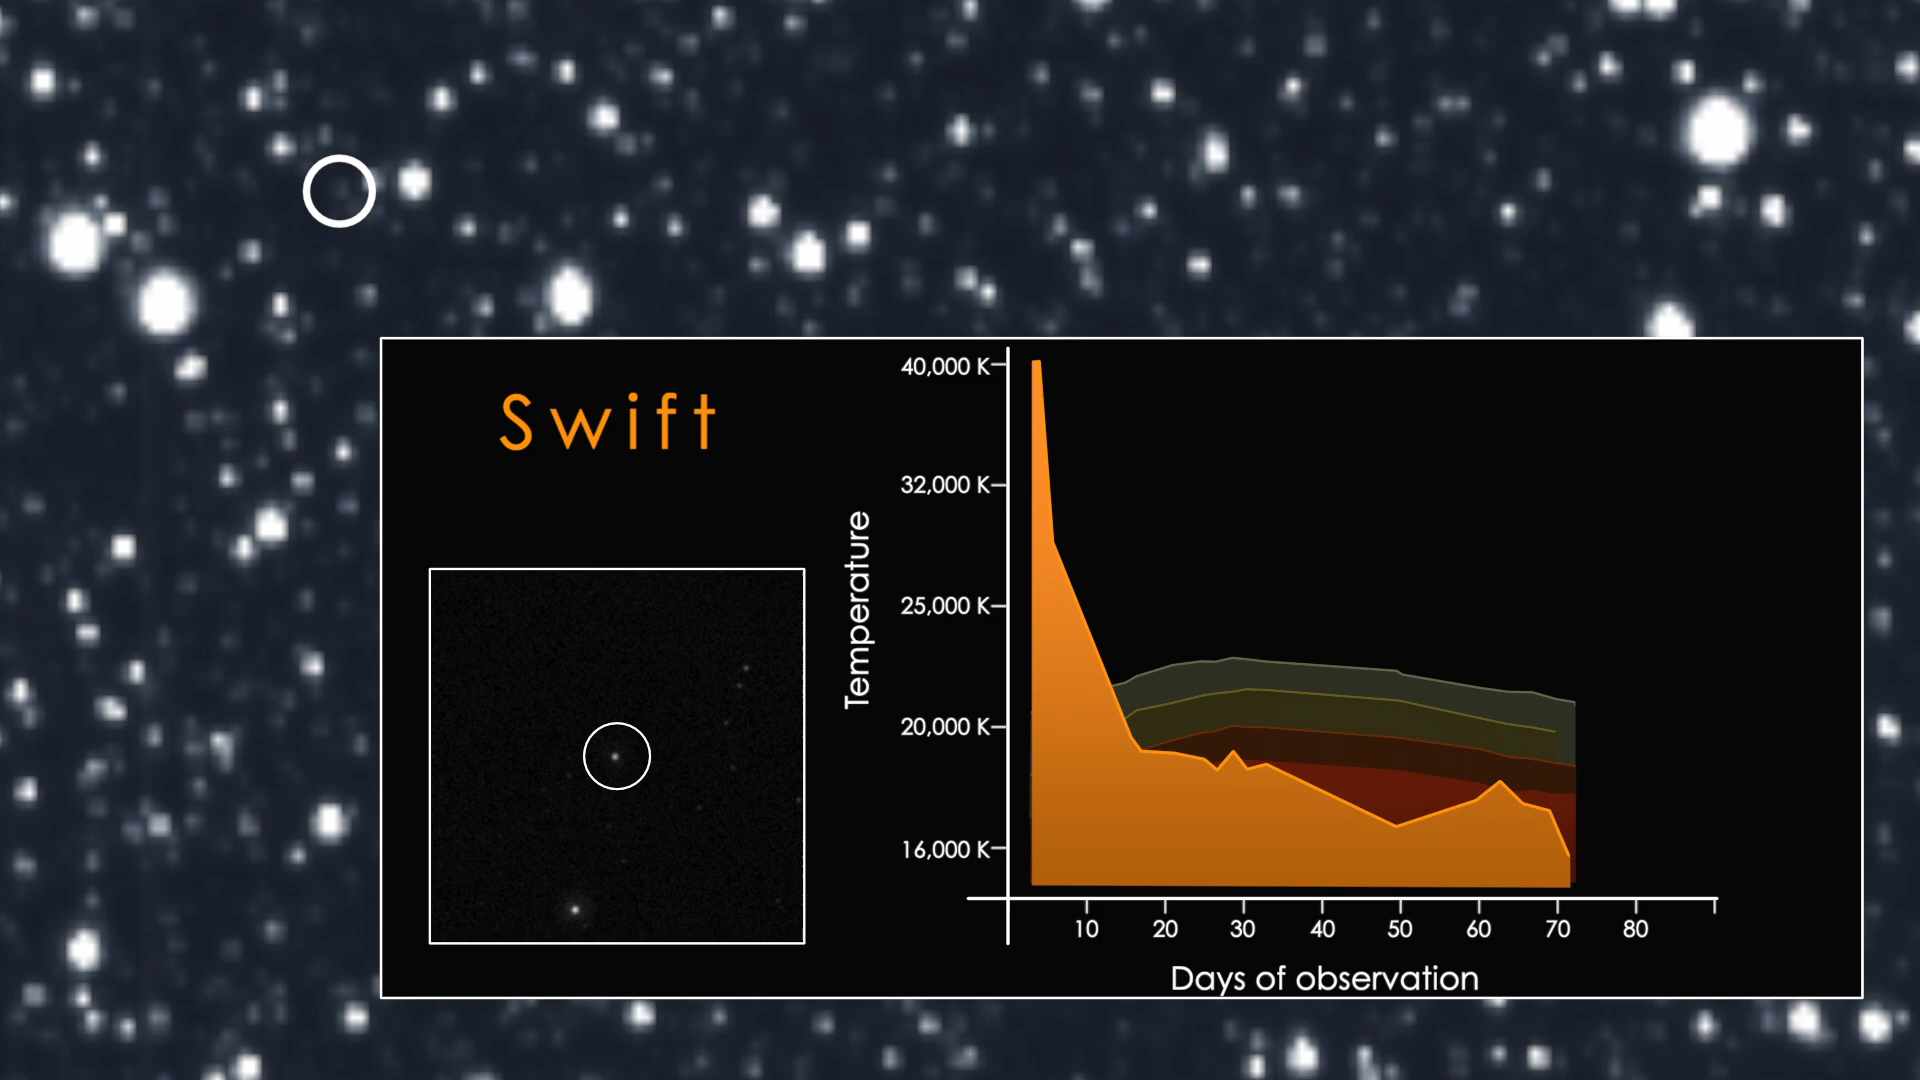 Swift
Temperature
40,000 K
32,000 K
25,000 K
20,000 K
16,000 K
10 20 30 40 50 60 70 80
Days of observation